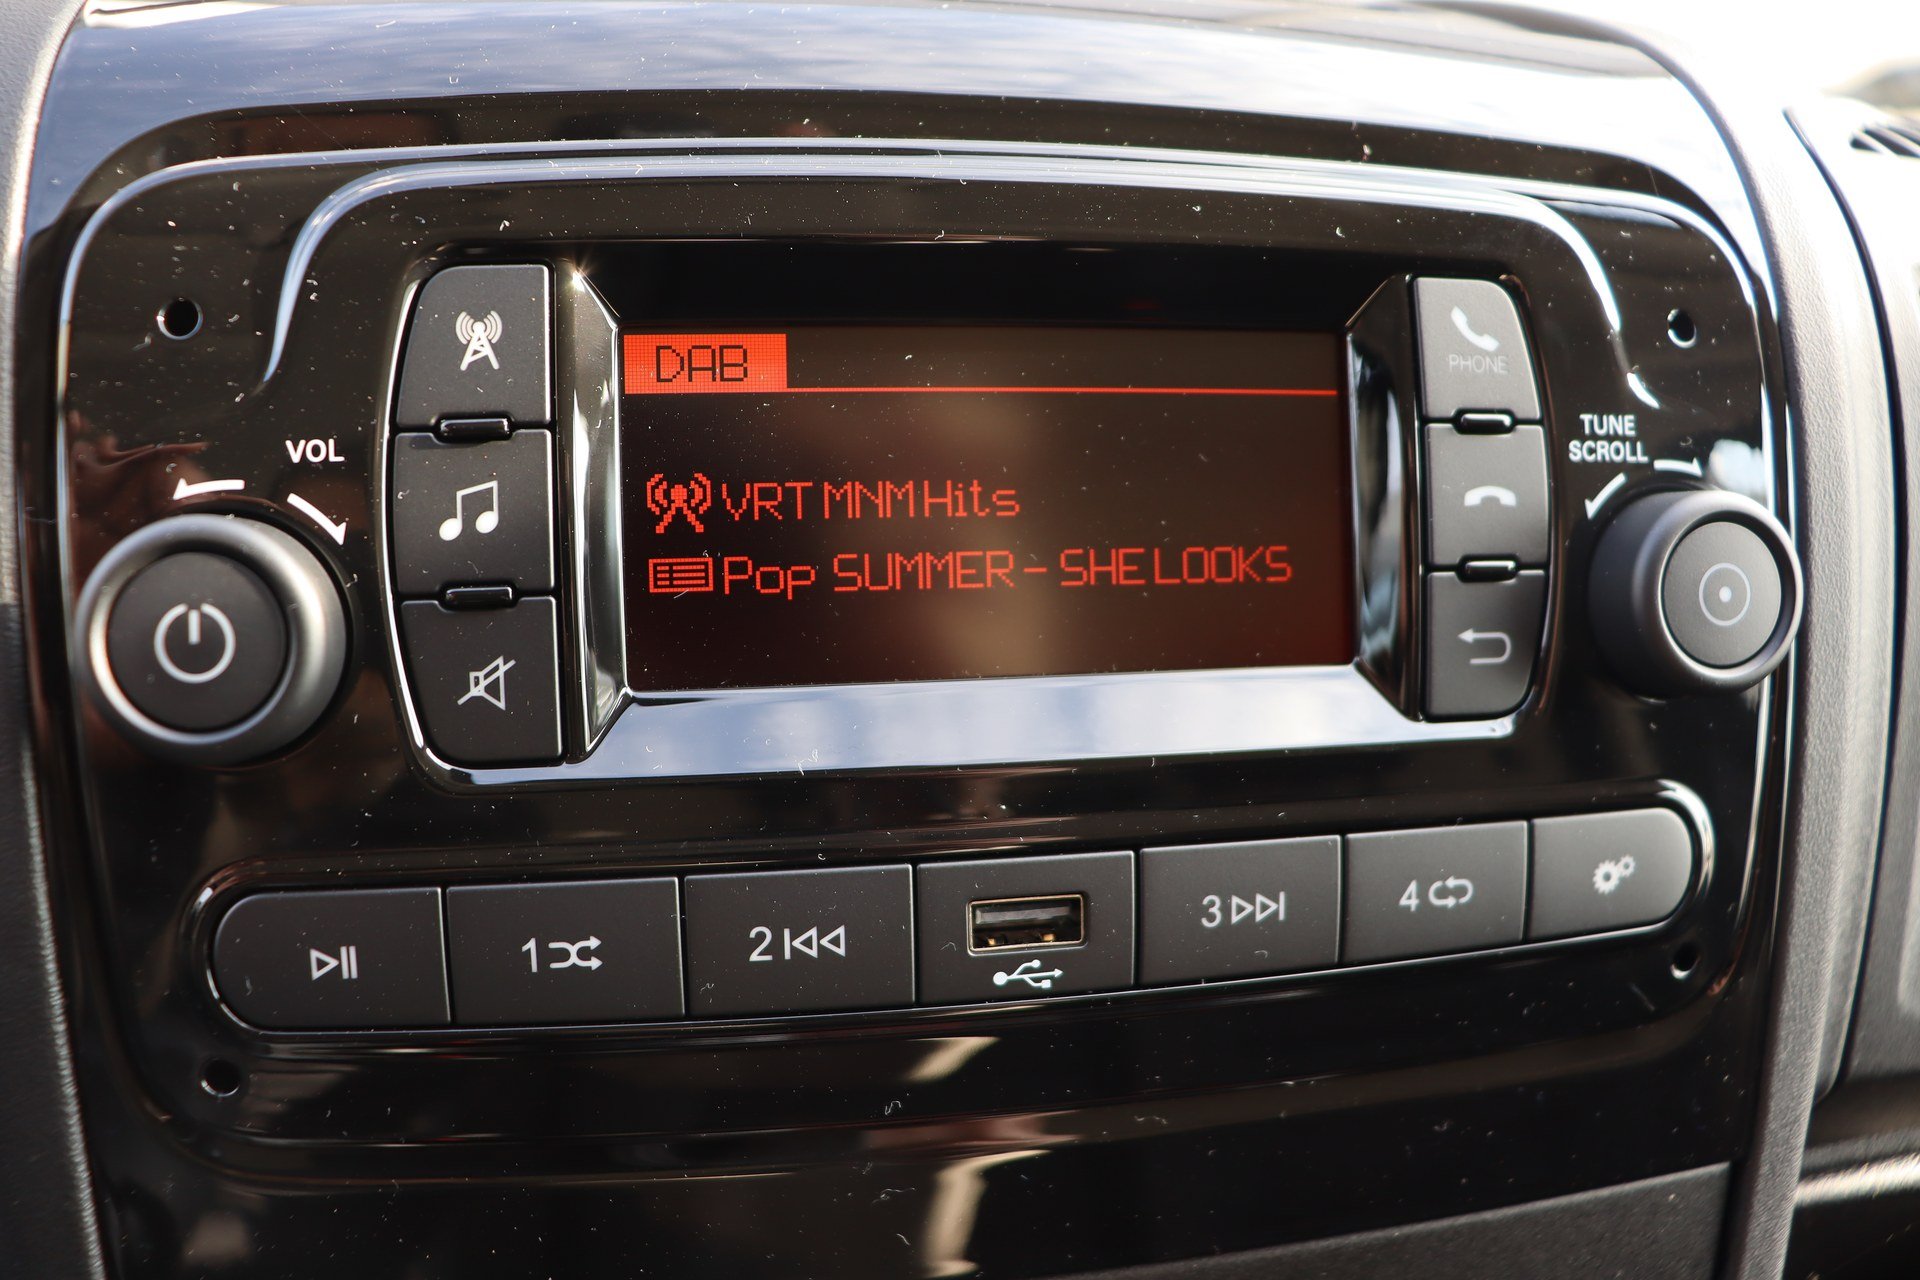 DAB
PHONE
VOL
TUNE
SCROLL
VRT MNM Hits
Pop SUMMER - SHE LOOKS
1
2
3
4